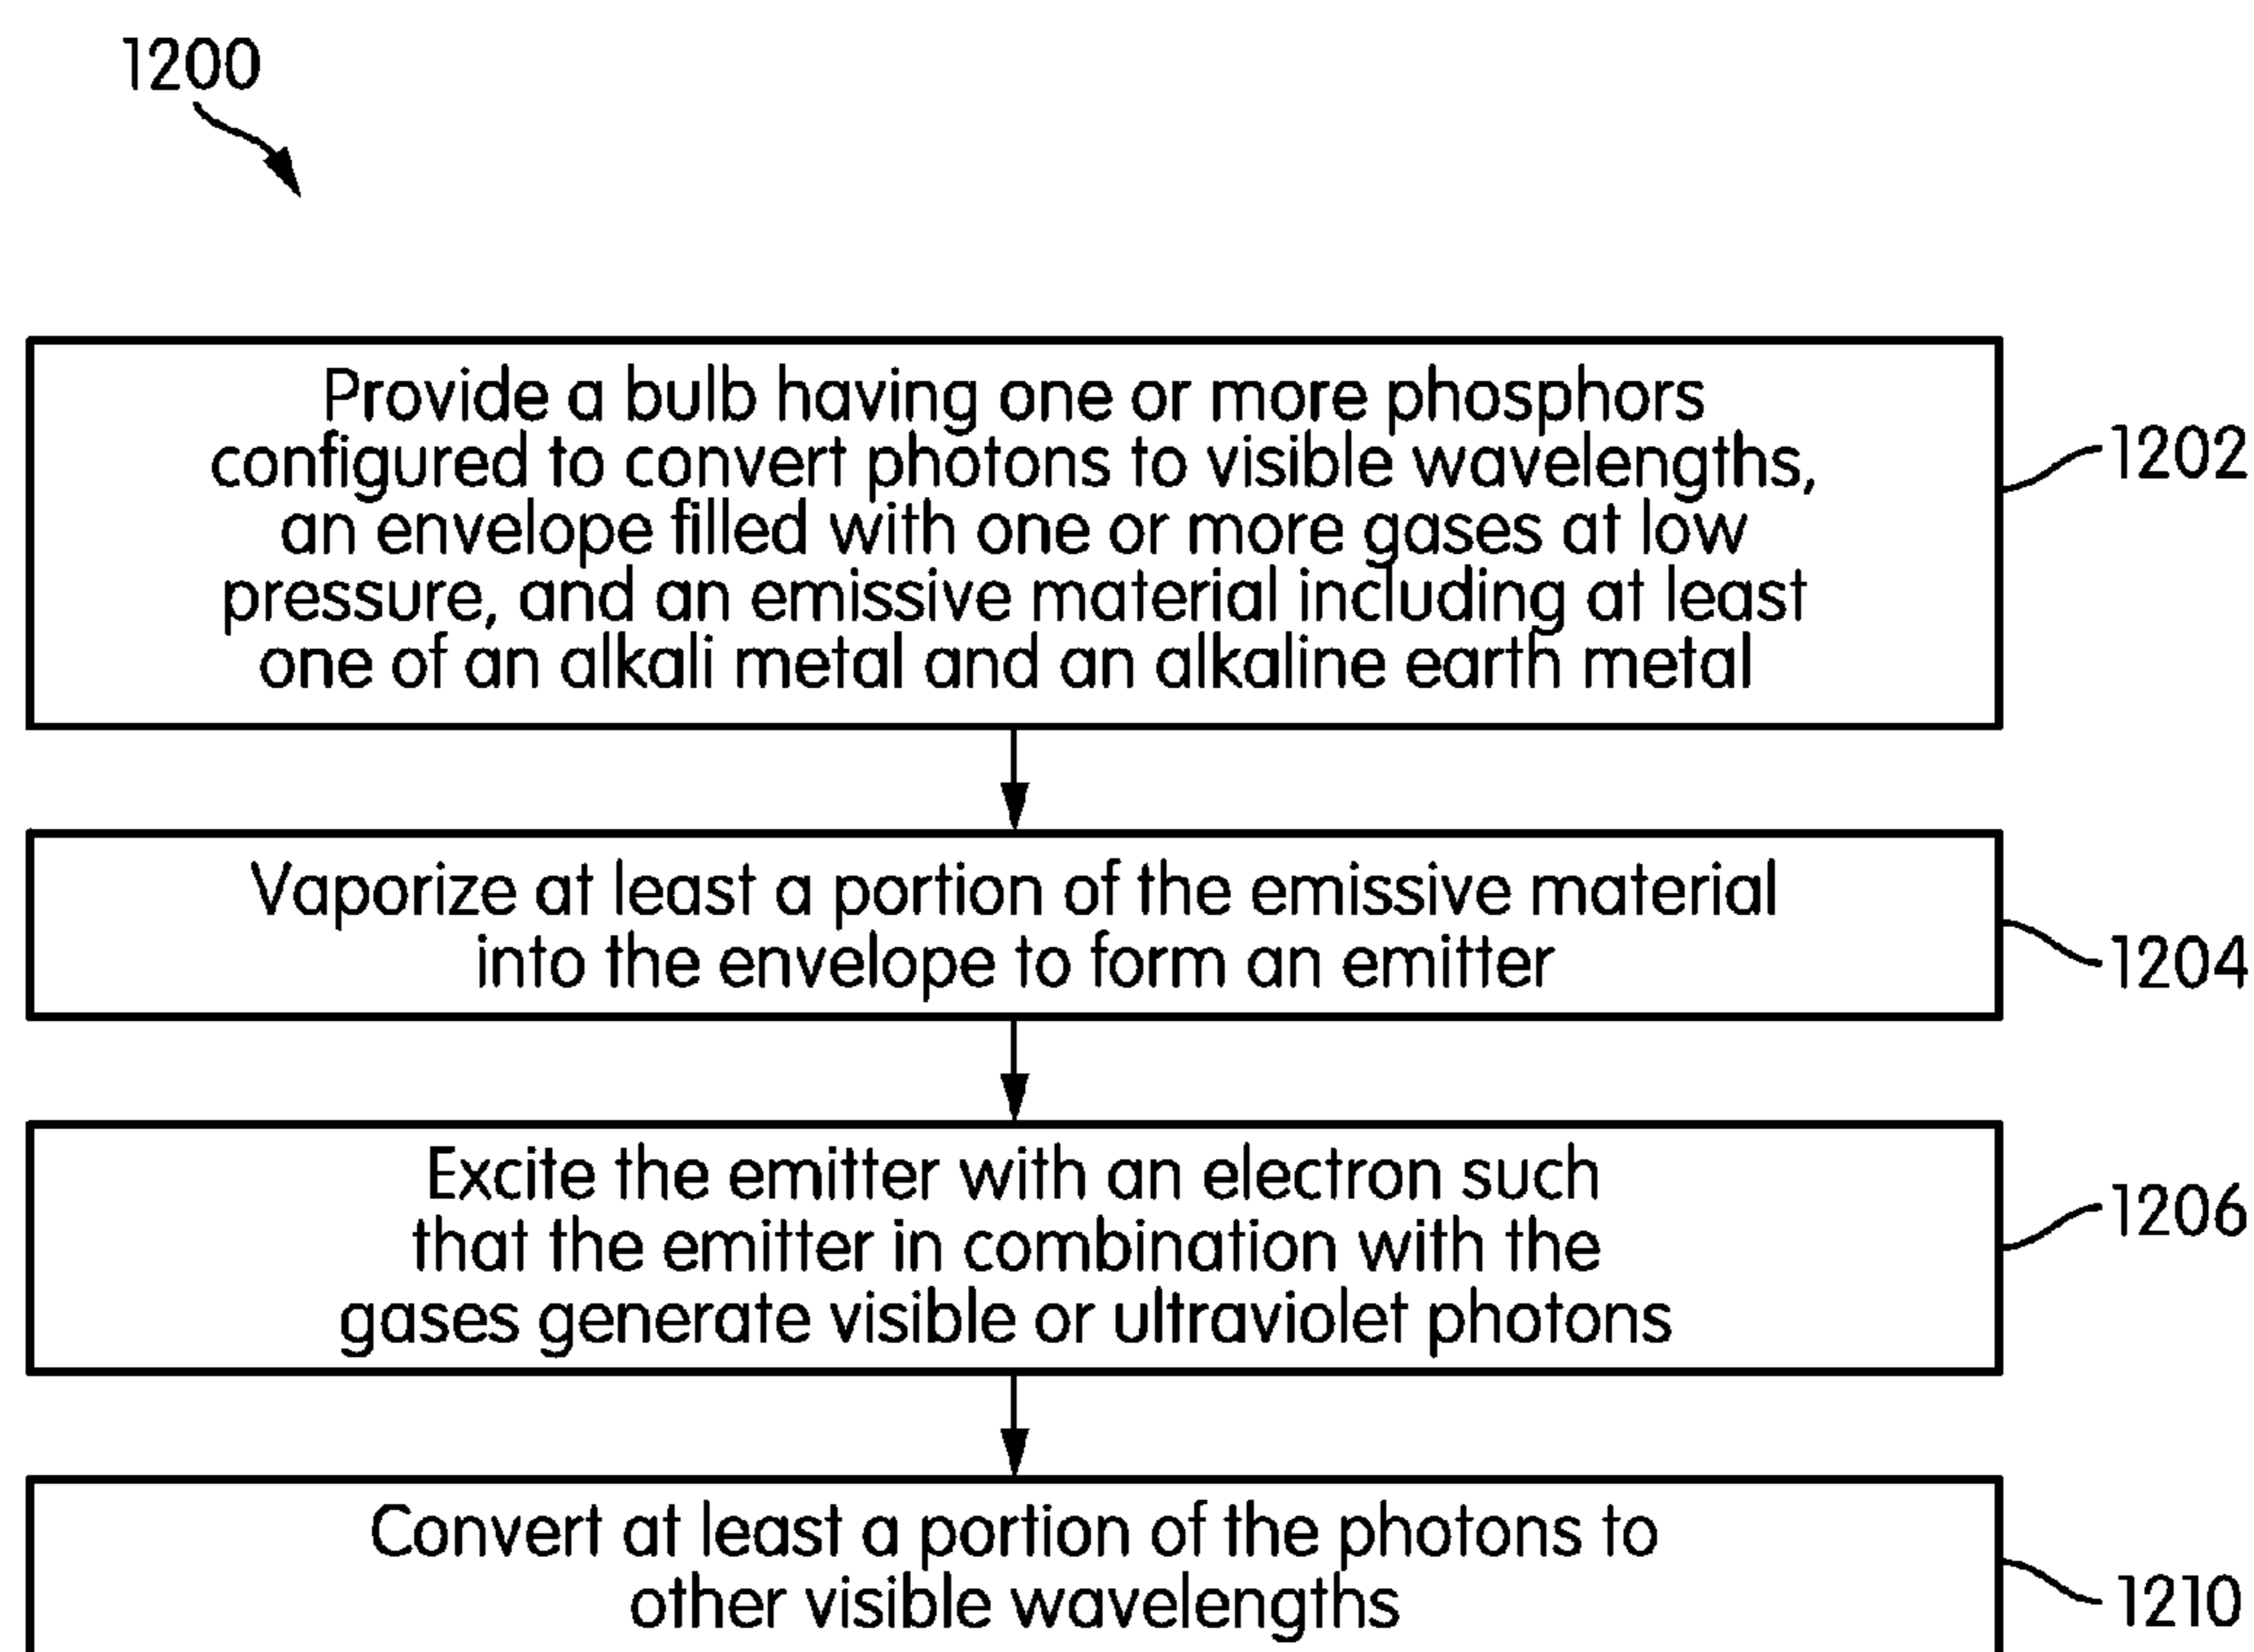 1200
Provide a bulb having one or more phosphors
configured to convert photons to visible wavelengths,
an envelope filled with one or more gases at low
pressure, and an emissive material including at least
one of an alkali metal and an alkaline earth metal
1202
Vaporize at least a portion of the emissive material
into the envelope to form an emitter
1204
Excite the emitter with an electron such
that the emitter in combination with the
gases generate visible or ultraviolet photons
1206
Convert at least a portion of the photons to
other visible wavelengths
1210